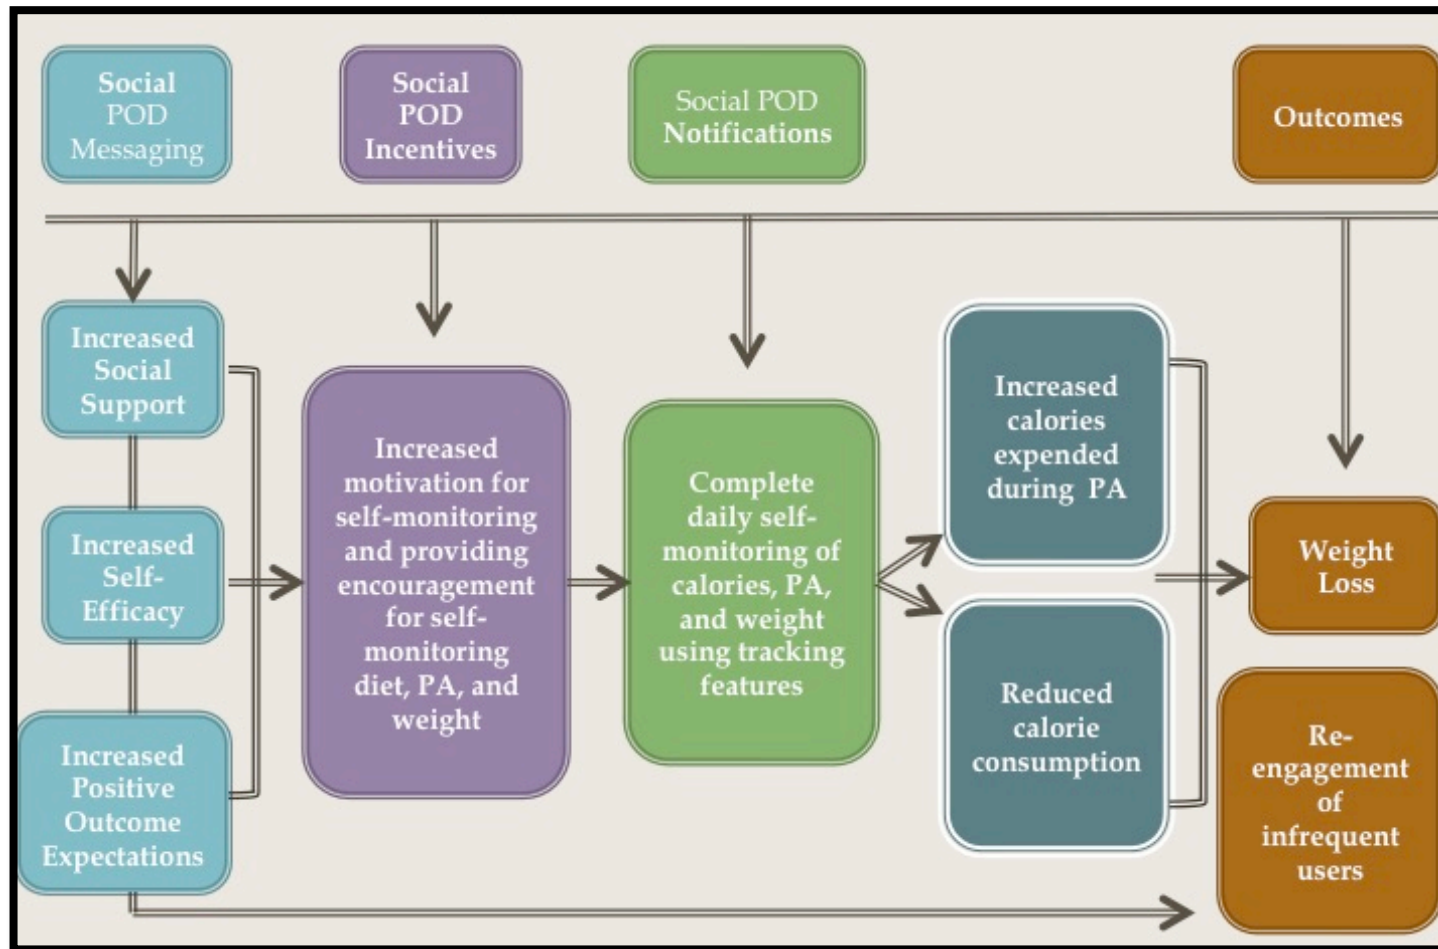 Social
POD
Messaging
Social
POD
Incentives
Social POD
Notifications
Outcomes
Increased
Social
Support
Increased
Self-
Efficacy
Increased
Positive
Outcome
Expectations
Increased
motivation for
self-monitoring
and providing
encouragement
for self-
monitoring
diet, PA, and
weight
Complete
daily self-
monitoring of
calories, PA,
and weight
using tracking
features
Increased
calories
expended
during PA
Reduced
calorie
consumption
Weight
Loss
Re-
engagement
of
infrequent
users